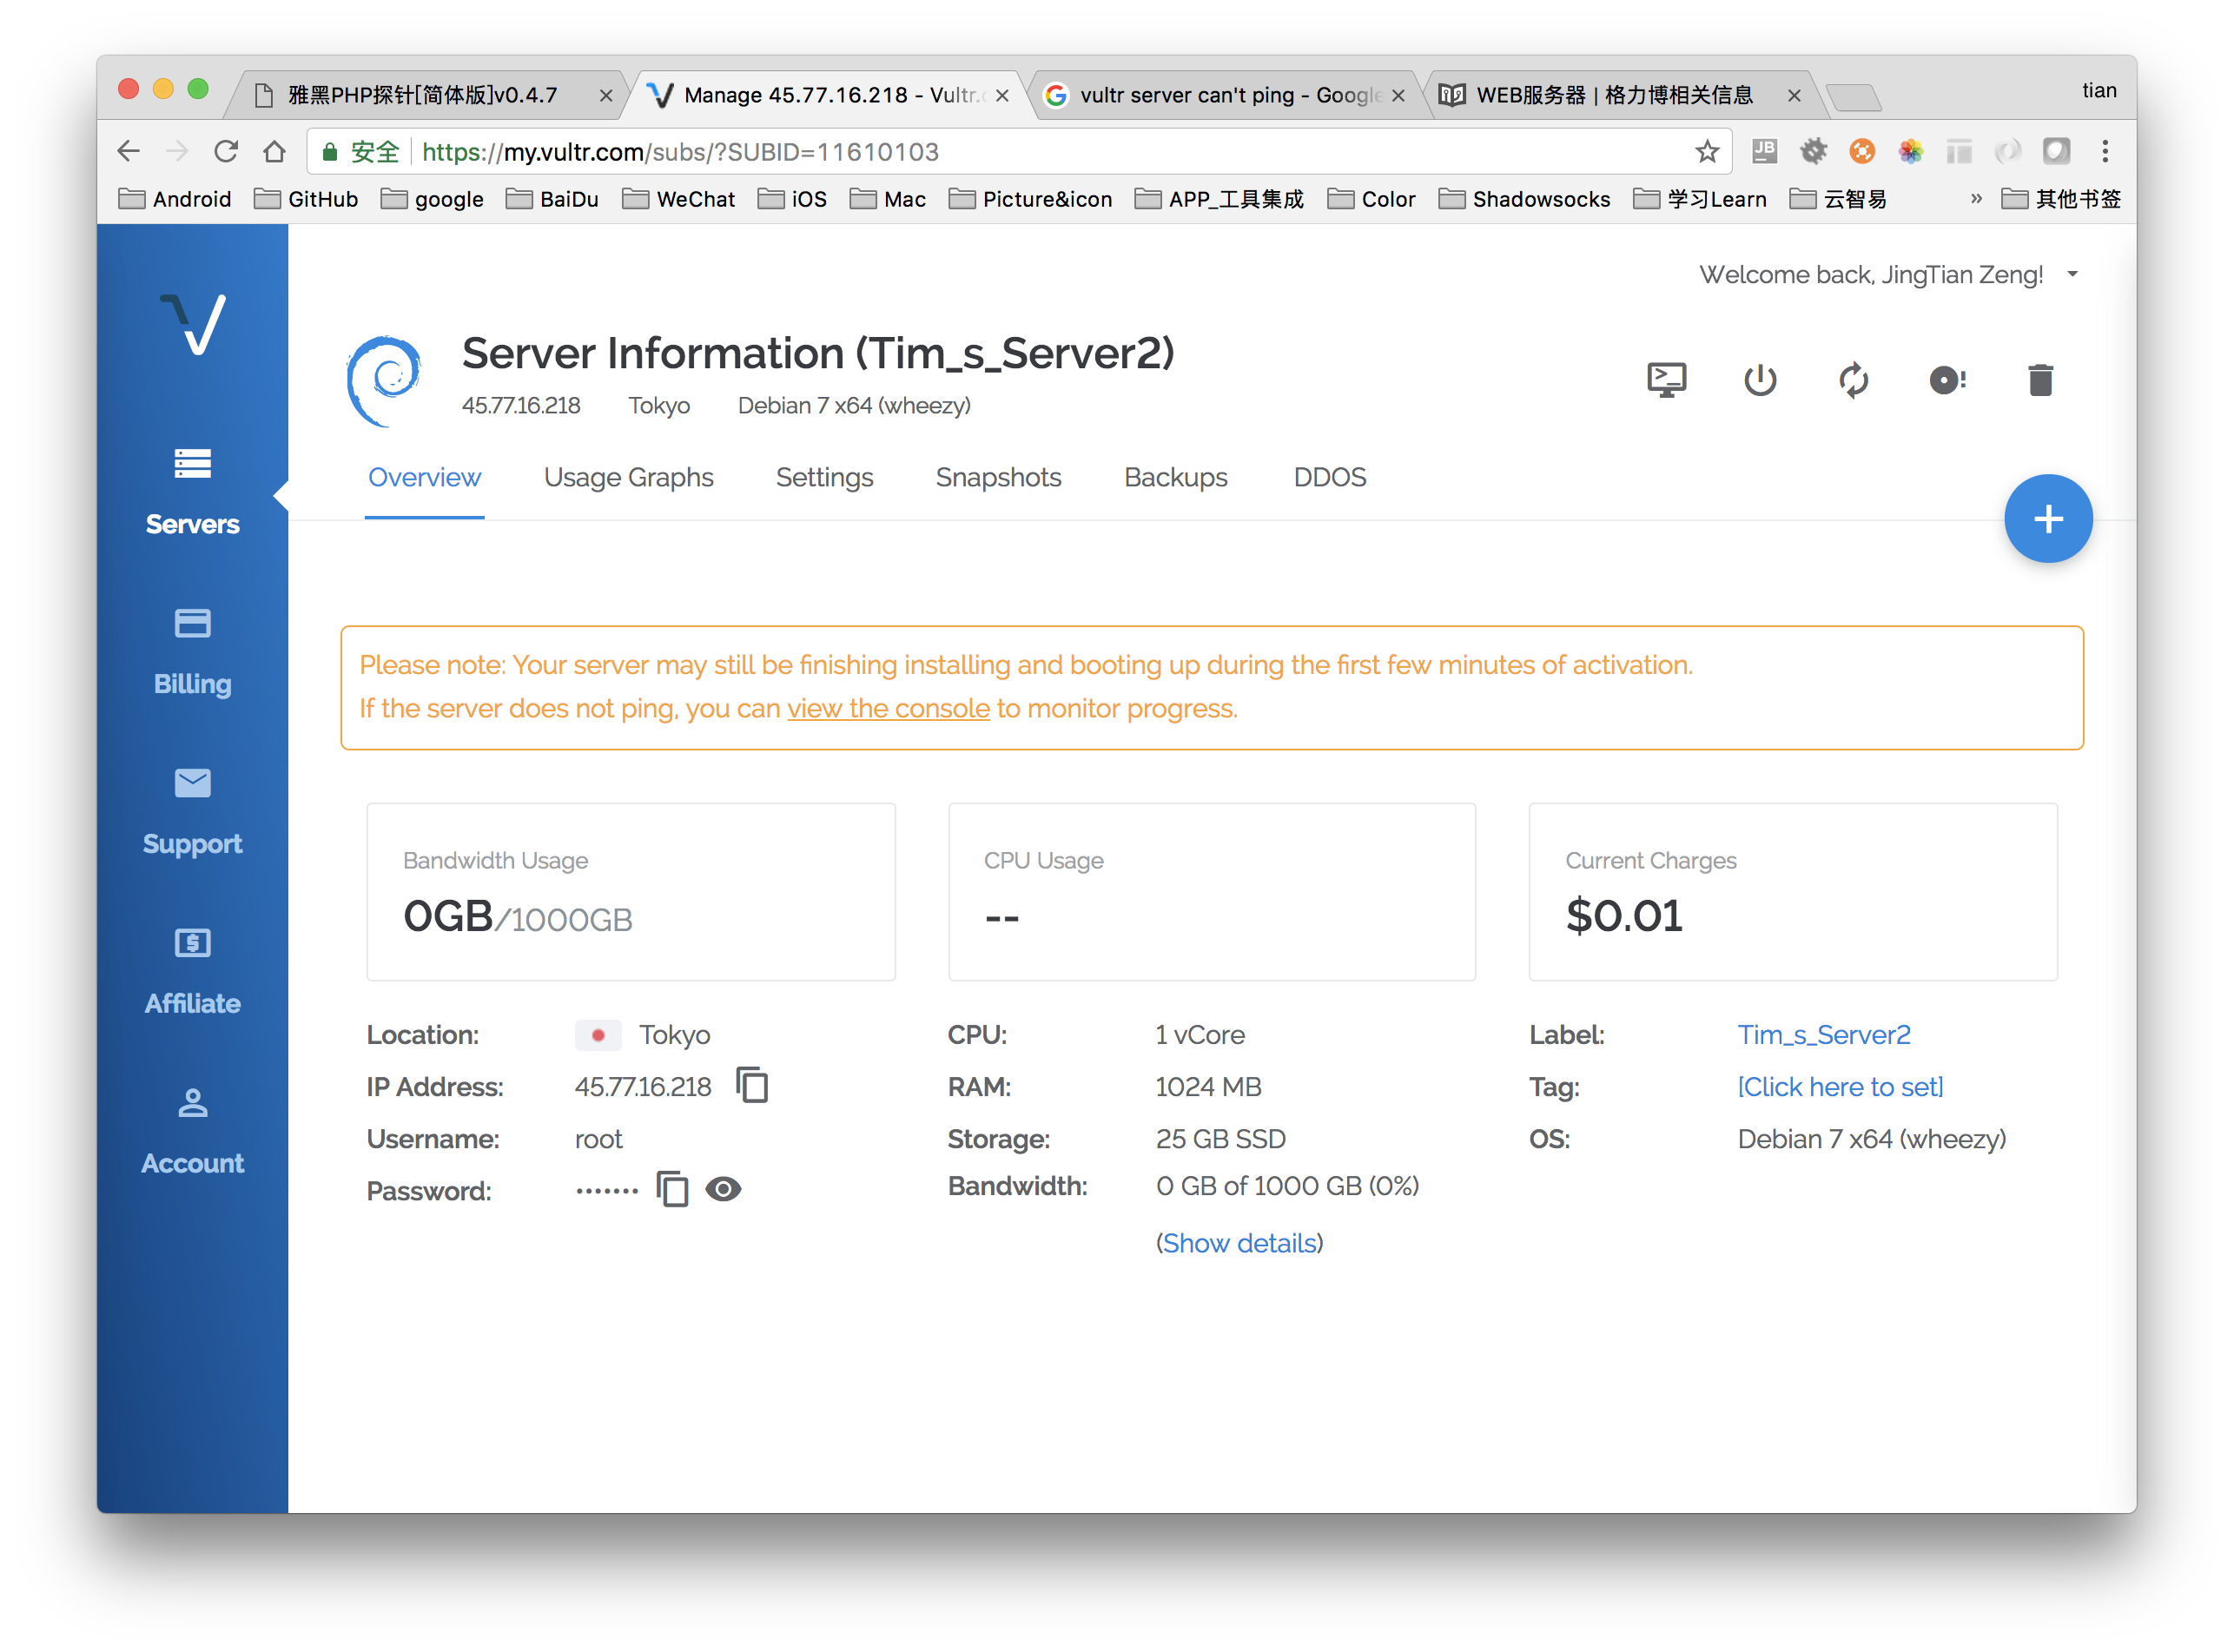 雅黑PHP探针[简体版]v0.4.7
Manage 45.77.16.218 - Vultr.c
vultr server can't ping - Google
WEB服务器 | 格力博相关信息
tian
安全
https://my.vultr.com/subs/?SUBID=11610103
JB
Android GitHub google BaiDu WeChat iOS Mac Picture&icon APP_工具集成 Color Shadowsocks 学习Learn 云智易 » 其他书签
Welcome back, JingTian Zeng!
Server Information (Tim_s_Server2)
45.77.16.218 Tokyo Debian 7 x64 (wheezy)
Overview Usage Graphs Settings Snapshots Backups DDOS
Servers
Billing
Support
Affiliate
Account
Please note: Your server may still be finishing installing and booting up during the first few minutes of activation.
If the server does not ping, you can view the console to monitor progress.
Bandwidth Usage
0GB/1000GB
CPU Usage
--
Current Charges
$0.01
Location: Tokyo
IP Address: 45.77.16.218
Username: root
Password: •••••••
CPU: 1 vCore
RAM: 1024 MB
Storage: 25 GB SSD
Bandwidth: 0 GB of 1000 GB (0%)
(Show details)
Label: Tim_s_Server2
Tag: [Click here to set]
OS: Debian 7 x64 (wheezy)